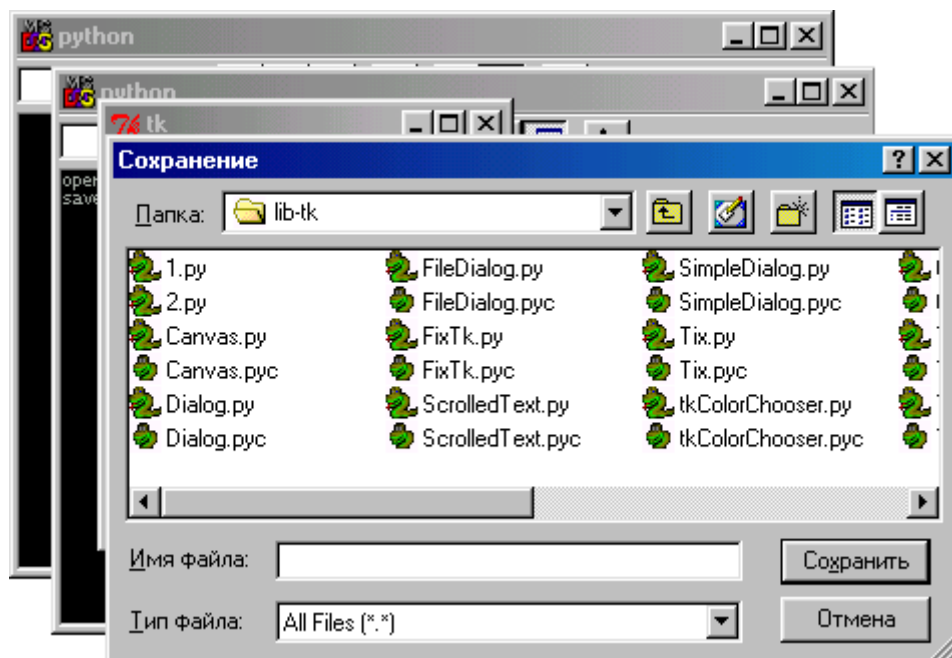 python
python
tk
open
save
Сохранение
Папка: lib-tk
1.py
2.py
Canvas.py
Canvas.pyc
Dialog.py
Dialog.pyc
FileDialog.py
FileDialog.pyc
FixTk.py
FixTk.pyc
ScrolledText.py
ScrolledText.pyc
SimpleDialog.py
SimpleDialog.pyc
Tix.py
Tix.pyc
tkColorChooser.py
tkColorChooser.pyc
Имя файла:
Сохранить
Тип файла: All Files (*.*)
Отмена